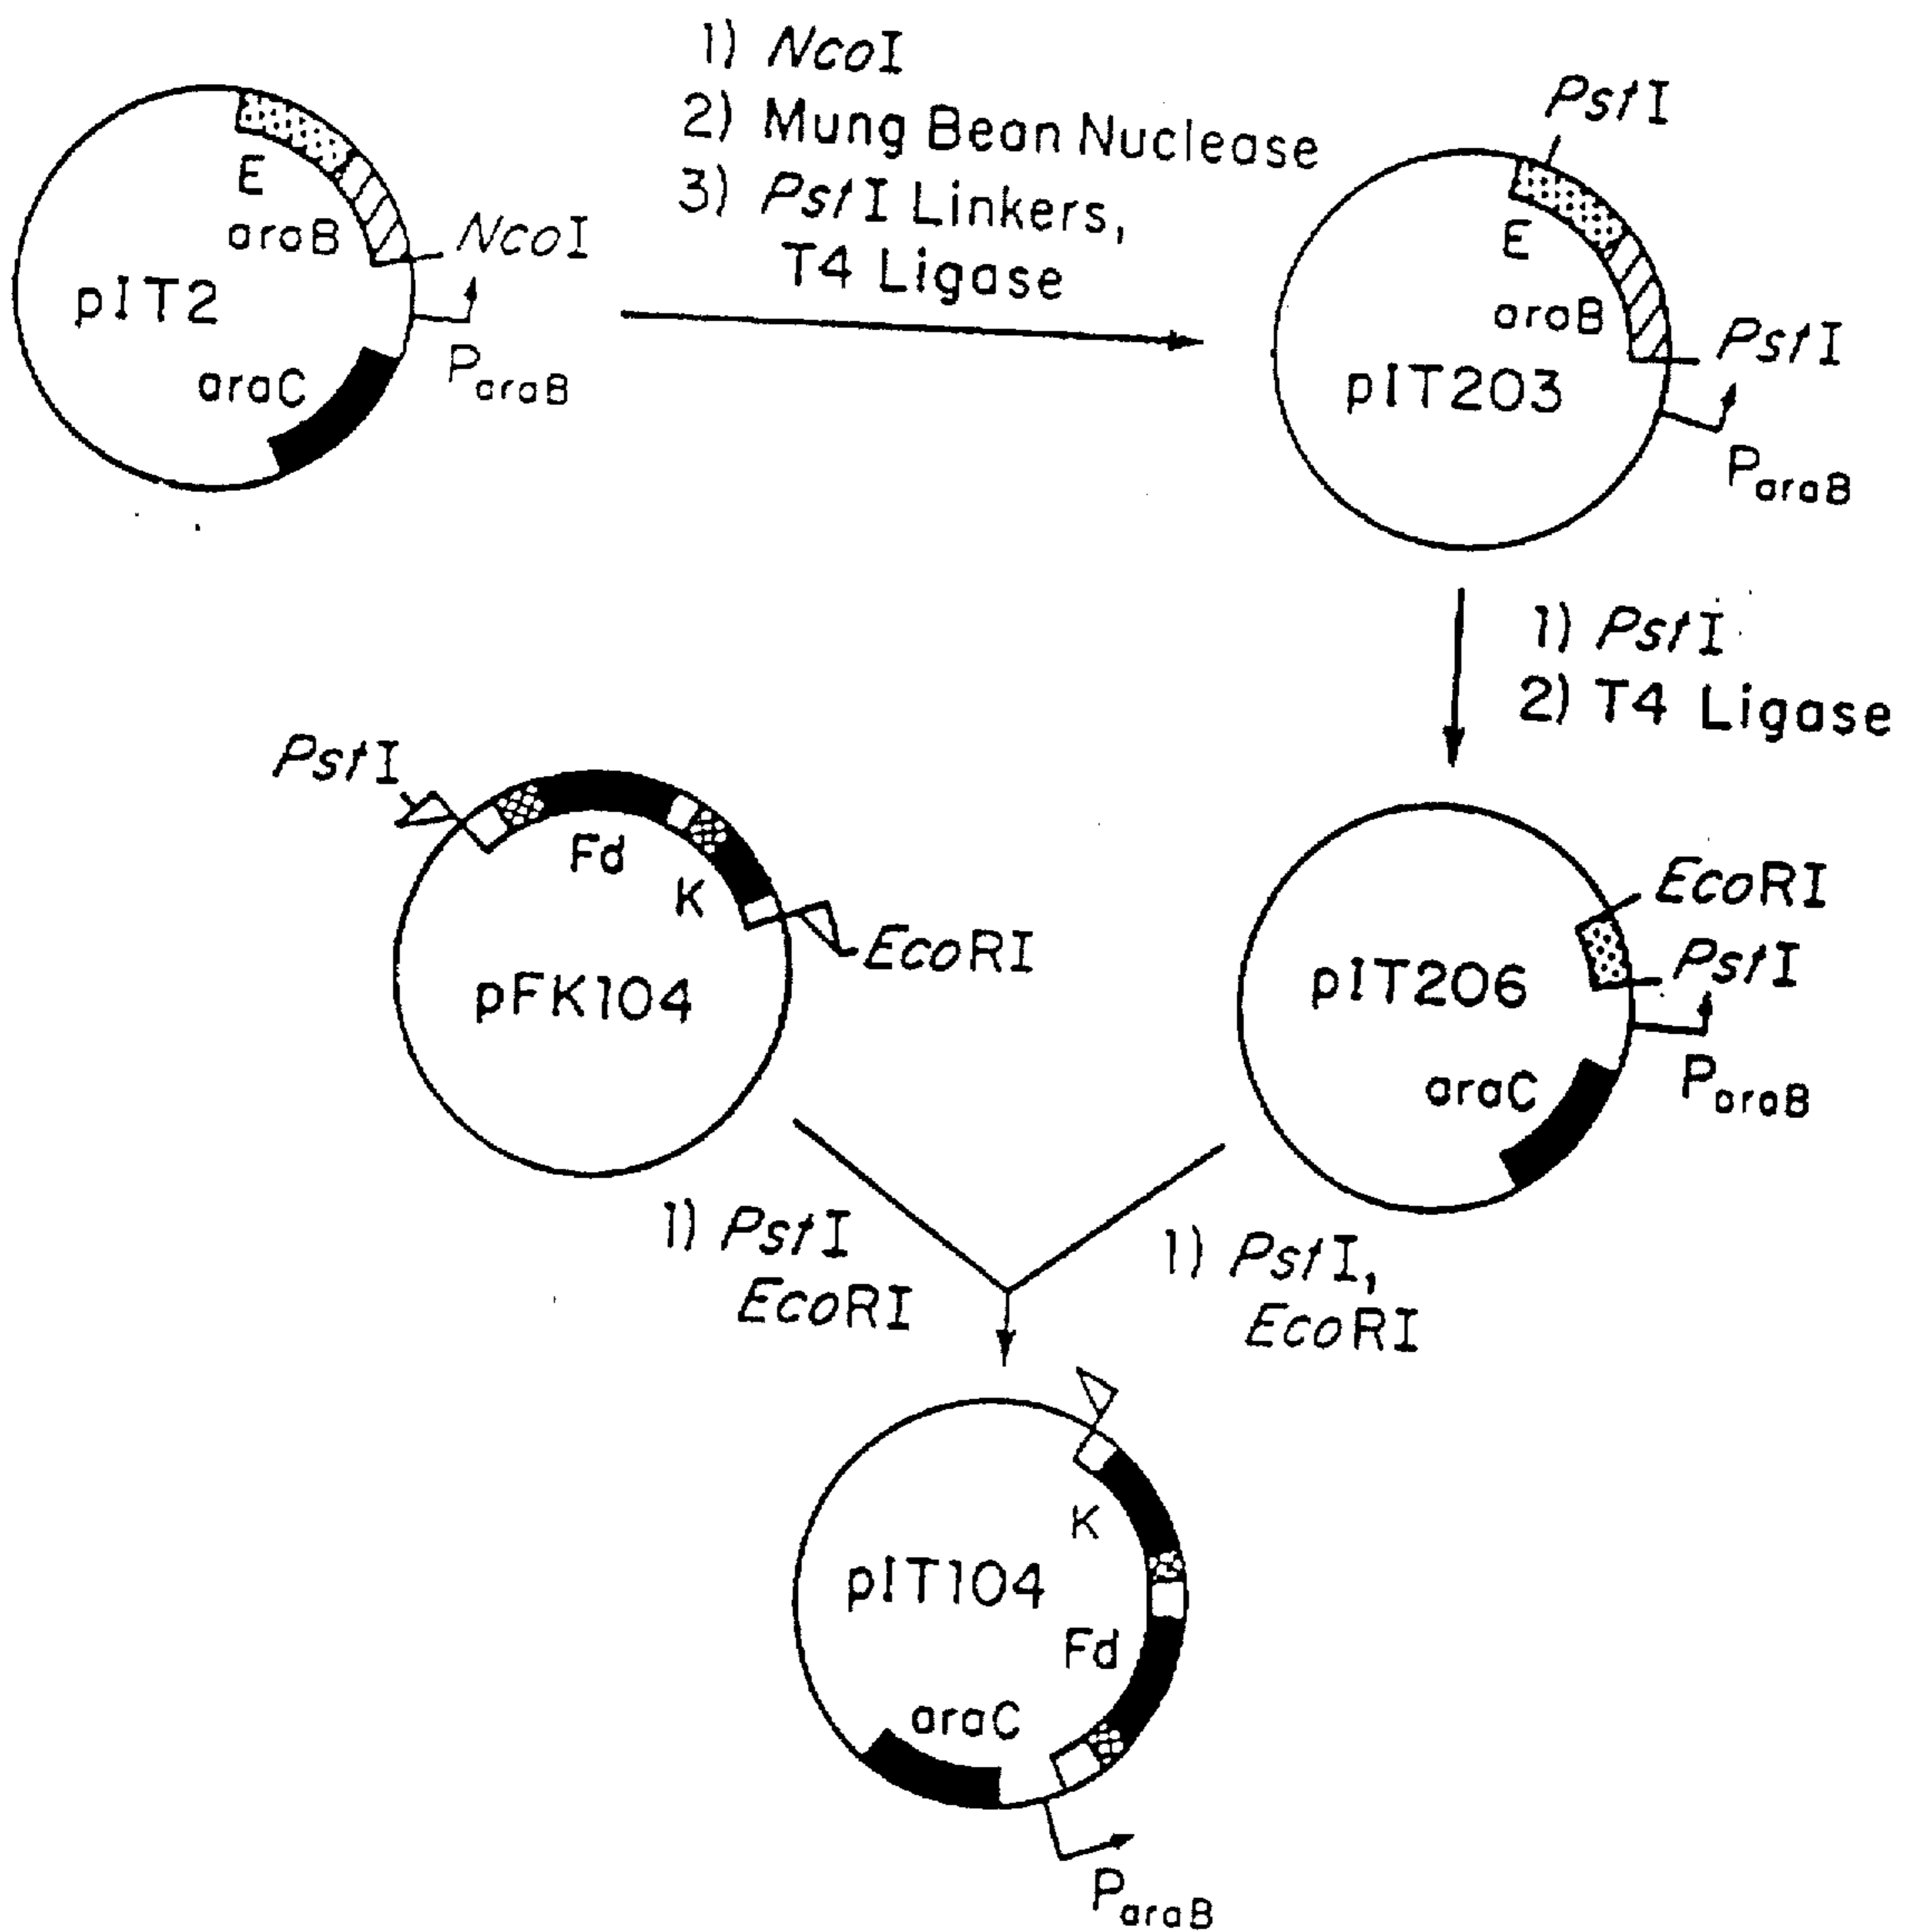 1) NcoI
2) Mung Bean Nuclease
3) PstI Linkers,
T4 Ligase
E
araB
NcoI
pIT2
araC
ParaB
PstI
E
araB
PstI
pIT203
ParaB
1) PstI
2) T4 Ligase
PstI
Fd
K
EcoRI
pFK104
EcoRI
PstI
pIT206
araC
ParaB
1) PstI
EcoRI
1) PstI,
EcoRI
K
pIT104
Fd
araC
ParaB